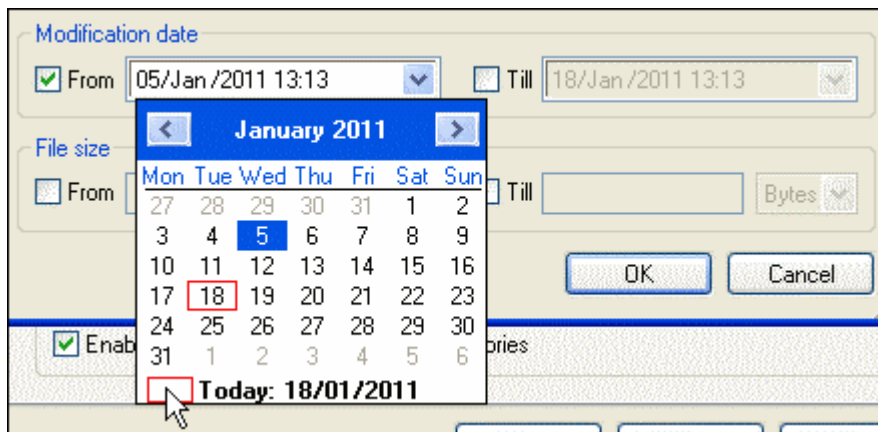 Modification date
From 05/Jan /2011 13:13
Till 18/Jan /2011 13:13
January 2011
File size
From
Till
Bytes
Mon Tue Wed Thu Fri Sat Sun
27 28 29 30 31 1 2
3 4 5 6 7 8 9
10 11 12 13 14 15 16
17 18 19 20 21 22 23
24 25 26 27 28 29 30
31 1 2 3 4 5 6
Today: 18/01/2011
OK
Cancel